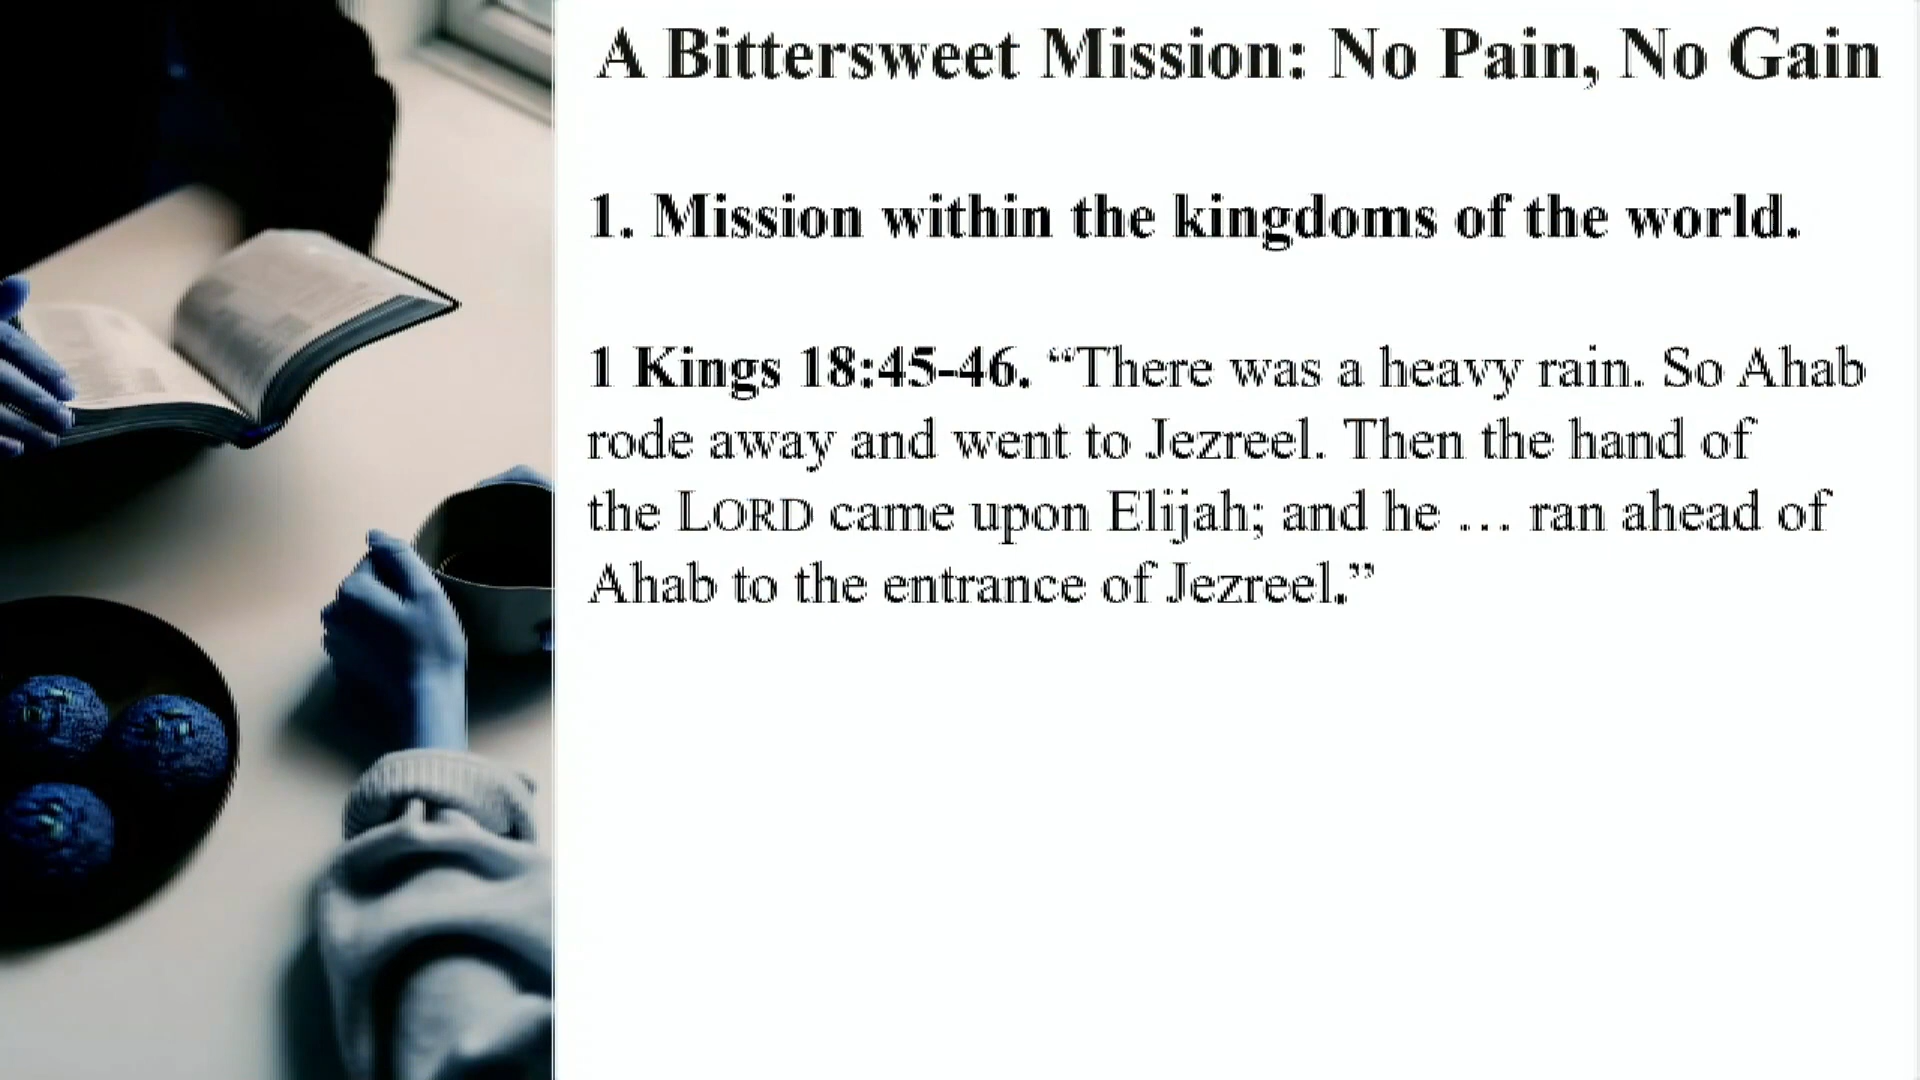 A Bittersweet Mission: No Pain, No Gain
1. Mission within the kingdoms of the world.
1 Kings 18:45-46. “There was a heavy rain. So Ahab
rode away and went to Jezreel. Then the hand of
the LORD came upon Elijah; and he … ran ahead of
Ahab to the entrance of Jezreel.”